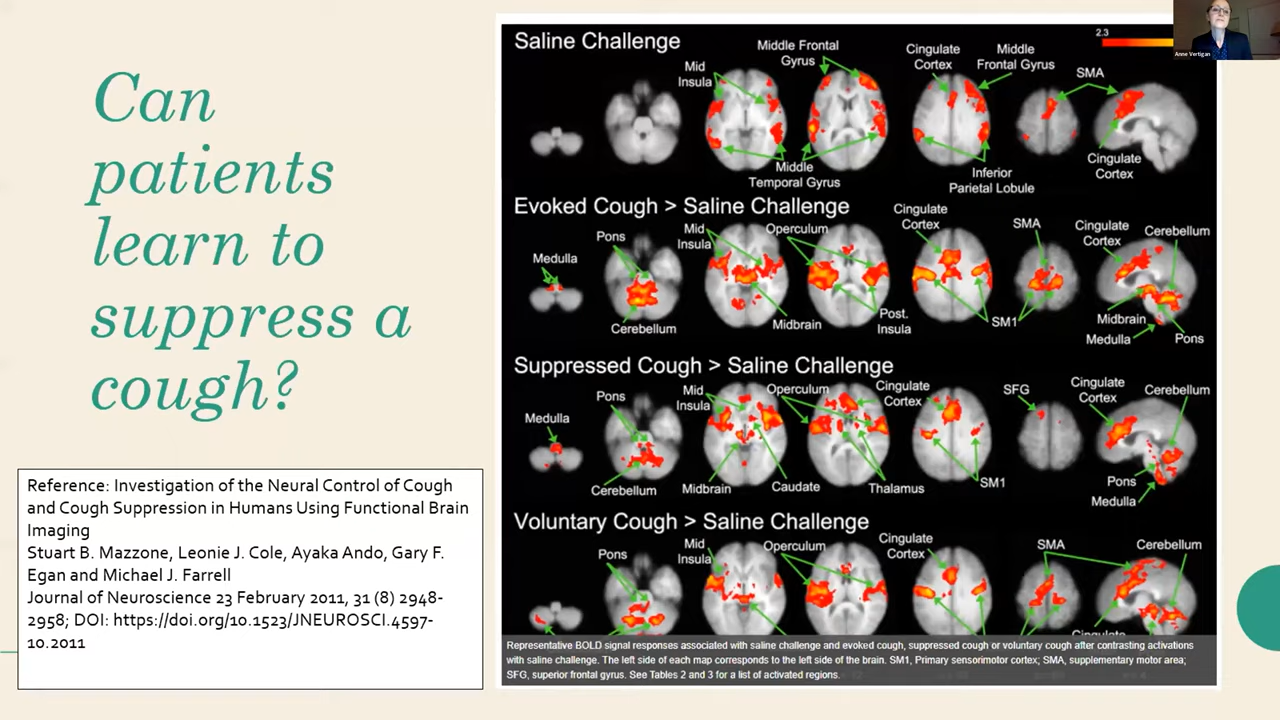 Can
patients
learn to
suppress a
cough?
Reference: Investigation of the Neural Control of Cough
and Cough Suppression in Humans Using Functional Brain
Imaging
Stuart B. Mazzone, Leonie J. Cole, Ayaka Ando, Gary F.
Egan and Michael J. Farrell
Journal of Neuroscience 23 February 2011, 31 (8) 2948-
2958; DOI: https://doi.org/10.1523/JNEUROSCI.4597-
10.2011
Saline Challenge
Mid
Insula
Middle Frontal
Gyrus
Cingulate
Cortex
Middle
Frontal Gyrus
SMA
2.3
Middle
Temporal Gyrus
Inferior
Parietal Lobule
Cingulate
Cortex
Evoked Cough > Saline Challenge
Medulla
Pons
Cerebellum
Mid
Insula
Operculum
Midbrain
Post.
Insula
Cingulate
Cortex
SM1
SMA
Cingulate
Cortex
Cerebellum
Midbrain
Medulla
Pons
Suppressed Cough > Saline Challenge
Medulla
Pons
Cerebellum
Mid
Insula
Midbrain
Operculum
Caudate
Thalamus
Cingulate
Cortex
SM1
SFG
Cingulate
Cortex
Cerebellum
Pons
Medulla
Voluntary Cough > Saline Challenge
Pons
Mid
Insula
Operculum
Cingulate
Cortex
SMA
Cerebellum
Cingulate
Representative BOLD signal responses associated with saline challenge and evoked cough, suppressed cough or voluntary cough after contrasting activations
with saline challenge. The left side of each map corresponds to the left side of the brain. SM1, Primary sensorimotor cortex; SMA, supplementary motor area;
SFG, superior frontal gyrus. See Tables 2 and 3 for a list of activated regions.
Anne Vertigan